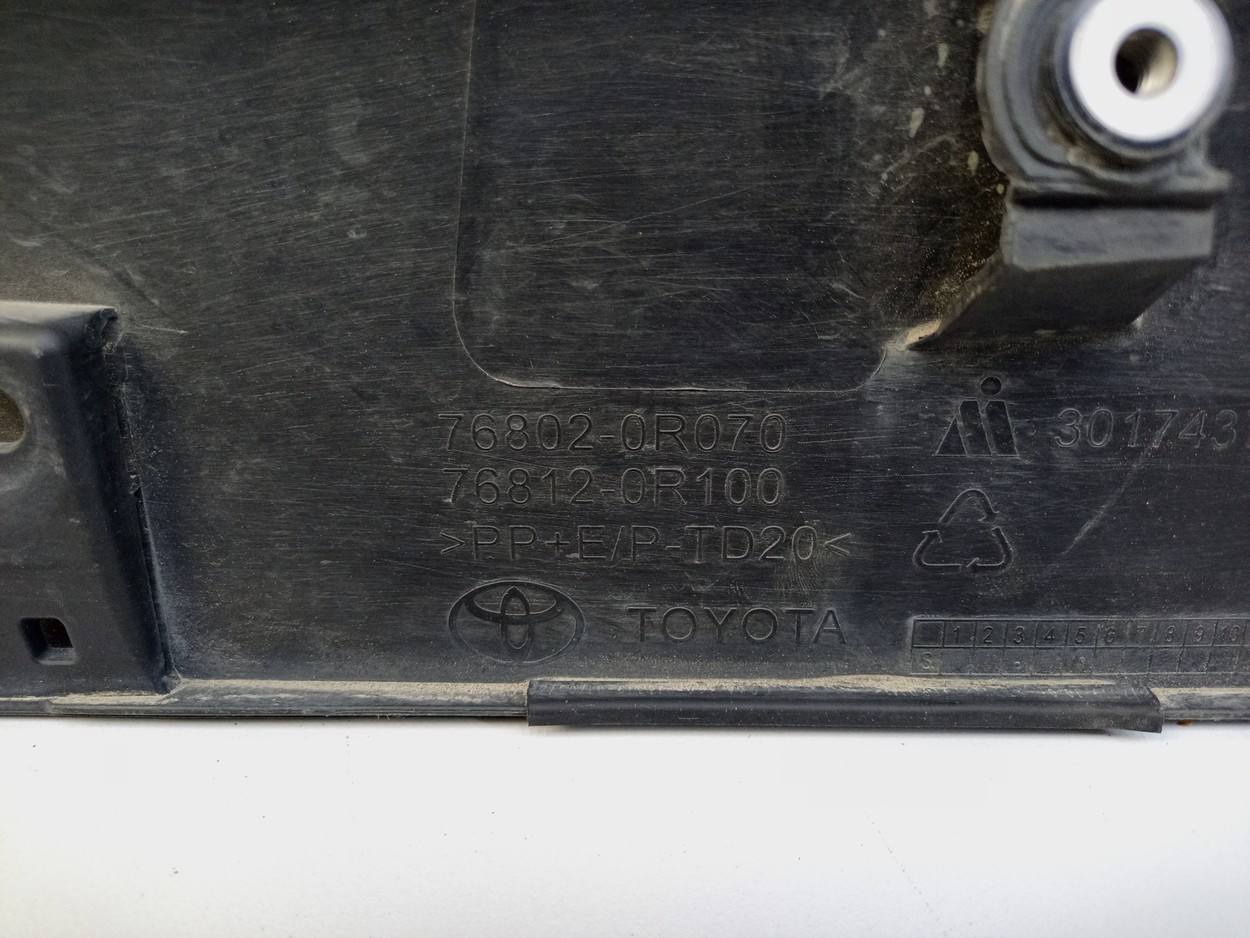 76802-0R070
76812-0R100
>PP+E/P-TD20<
TOYOTA
301743
1 2 3 4 5 6 7 8 9 10
S